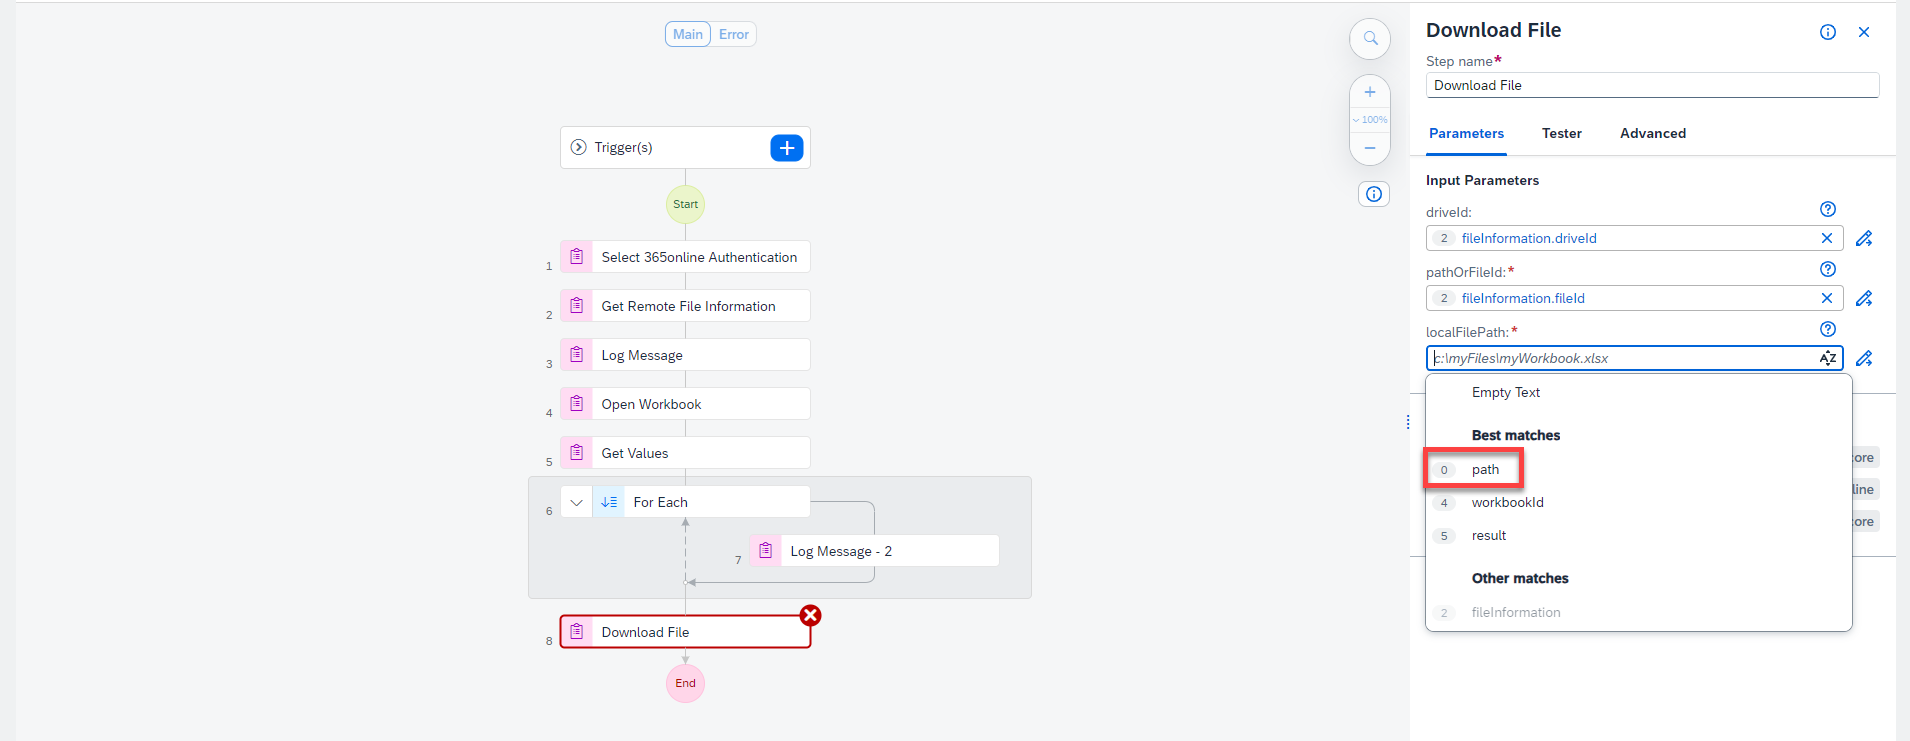 Main
Error
100%
Trigger(s)
Start
1
Select 365online Authentication
2
Get Remote File Information
3
Log Message
4
Open Workbook
5
Get Values
6
For Each
7
Log Message - 2
8
Download File
End
Download File
Step name*
Download File
Parameters
Tester
Advanced
Input Parameters
driveId:
2 fileInformation.driveId
pathOrFileId:*
2 fileInformation.fileId
localFilePath:*
c:\myFiles\myWorkbook.xlsx
Empty Text
Best matches
0 path
4 workbookId
5 result
Other matches
2 fileInformation
ore
line
ore